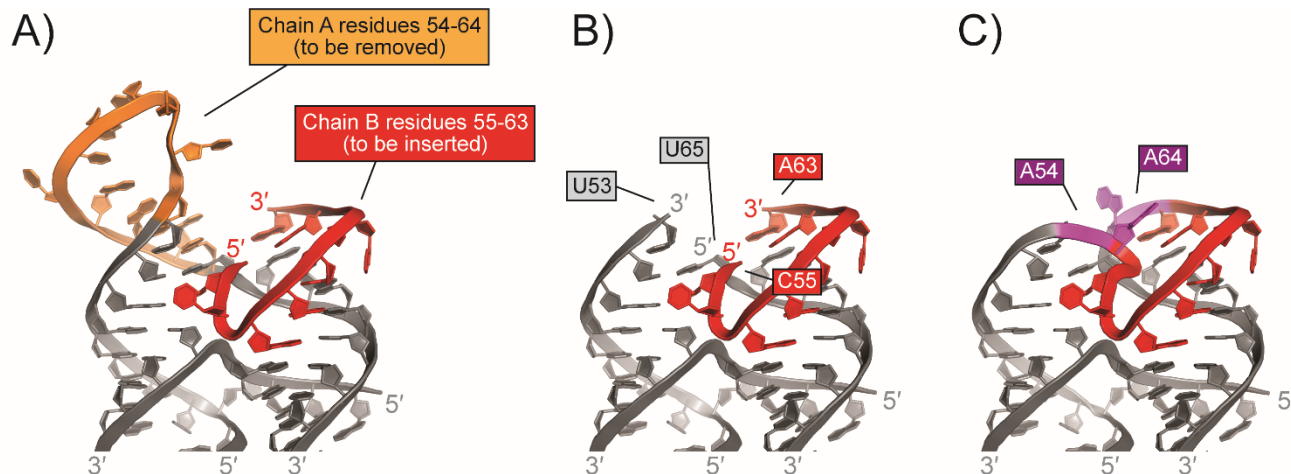 A)
Chain A residues 54-64
(to be removed)
Chain B residues 55-63
(to be inserted)
3′
5′
5′
3′
5′
3′
B)
U53
U65
A63
3′
3′
5′
5′
C55
5′
3′
5′
3′
C)
A54
A64
5′
3′
5′
3′